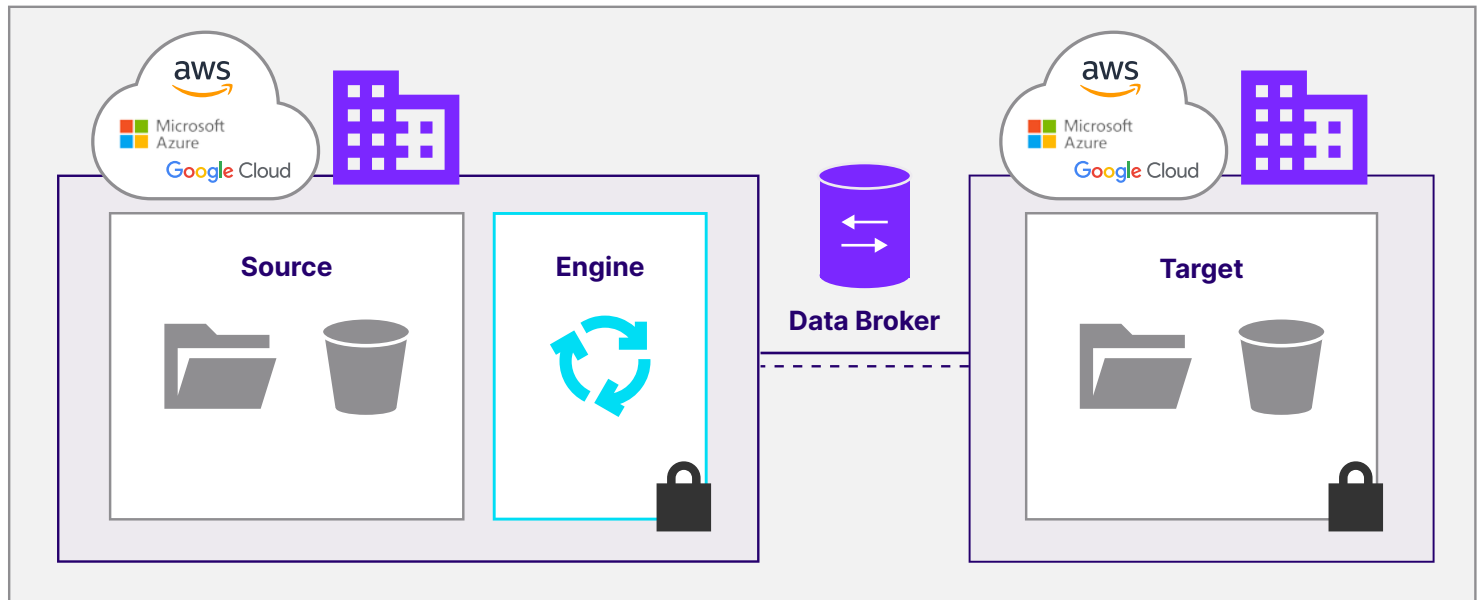 aws
Microsoft
Azure
Google Cloud
Source
Engine
Data Broker
aws
Microsoft
Azure
Google Cloud
Target